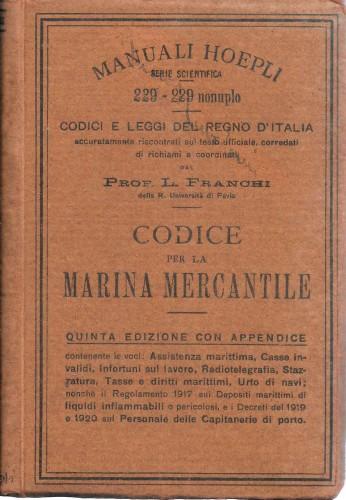 MANUALI HOEPLI
SERIE SCIENTIFICA
229 - 229 nonuplo
CODICI E LEGGI DEL REGNO D'ITALIA
accuratamente riscontrati sul testo ufficiale, corredati
di richiami e coordinati
DAL
PROF. L. FRANCHI
della R. Università di Pavia
CODICE
PER LA
MARINA MERCANTILE
QUINTA EDIZIONE CON APPENDICE
contenente le voci: Assistenza marittima, Casse in-
validi, Infortuni sul lavoro, Radiotelegrafia, Staz-
zatura, Tasse e diritti marittimi, Urto di navi;
nonchè il Regolamento 1917 sui Depositi marittimi di
liquidi infiammabili o pericolosi, e i Decreti del 1919
e 1920 sul Personale delle Capitanerie di porto.